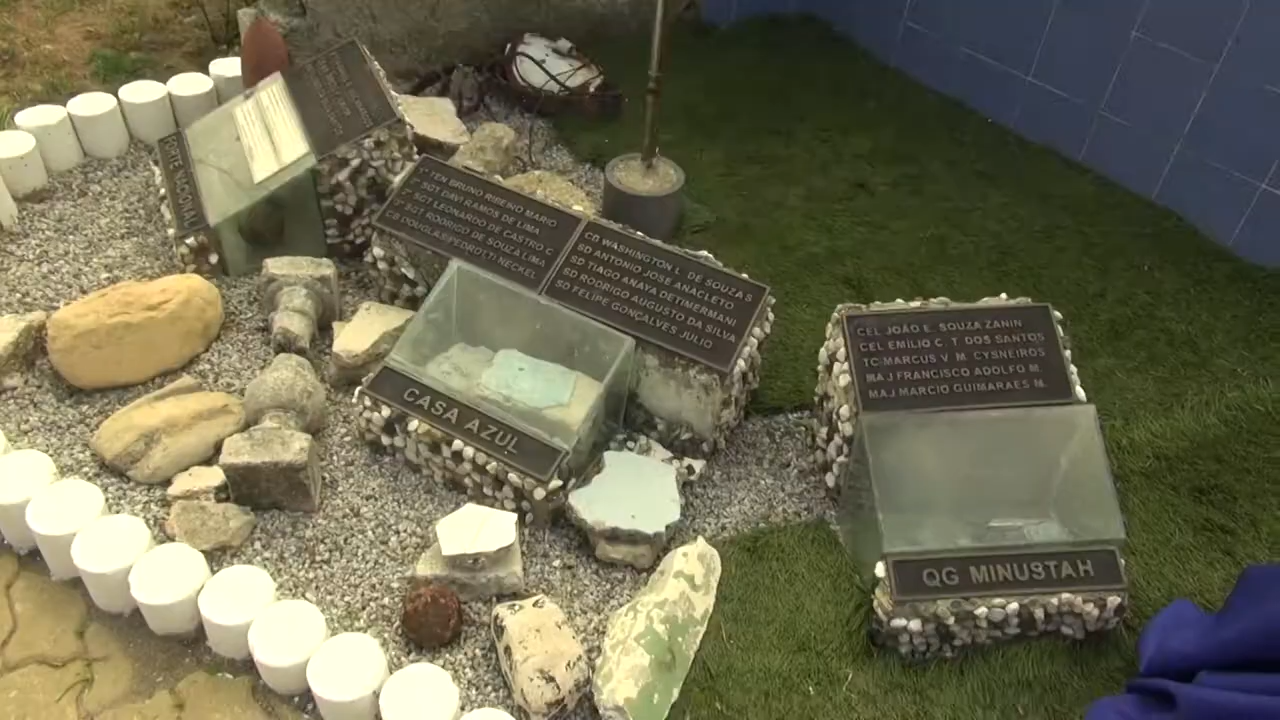 FORTE NACIONAL
1º TEN BRUNO RIBEIRO MARIO
2º SGT DAVI RAMOS DE LIMA
SGT LEONARDO DE CASTRO C
3º SGT RODRIGO DE SOUZA LIMA
CB DOUGLAS PEDROTTI NECKEL
CB WASHINGTON L. DE SOUZA S
SD ANTONIO JOSE ANACLETO
SD TIAGO ANAYA DETIMERMANI
SD RODRIGO AUGUSTO DA SILVA
SD FELIPE GONÇALVES JULIO
CASA AZUL
CEL JOÃO E. SOUZA ZANIN
CEL EMÍLIO C. T. DOS SANTOS
TC MARCUS V. M. CYSNEIROS
MAJ FRANCISCO ADOLFO M.
MAJ MARCIO GUIMARAES M.
QG MINUSTAH